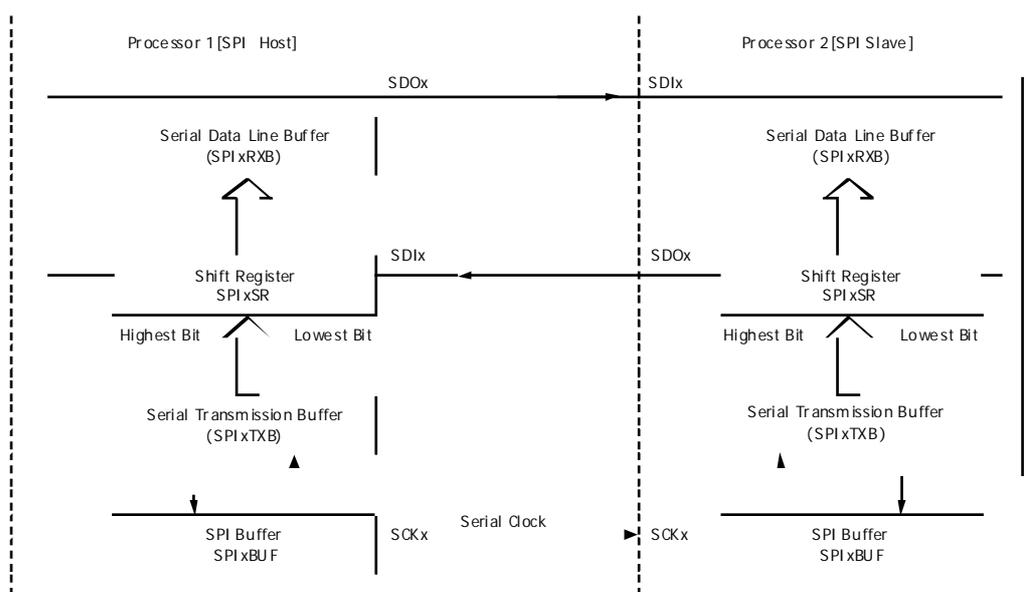 Processor 1[SPI Host]
Processor 2[SPI Slave]
SDOx
SDIx
Serial Data Line Buffer
(SPIxRXB)
Serial Data Line Buffer
(SPIxRXB)
SDIx
SDOx
Shift Register
SPIxSR
Shift Register
SPIxSR
Highest Bit
Lowest Bit
Highest Bit
Lowest Bit
Serial Transmission Buffer
(SPIxTXB)
Serial Transmission Buffer
(SPIxTXB)
SPI Buffer
SPIxBUF
SCKx
Serial Clock
SCKx
SPI Buffer
SPIxBUF